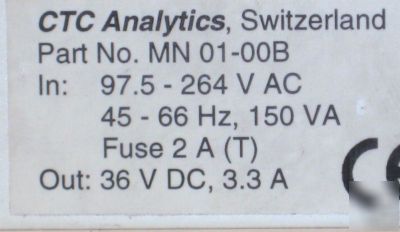 CTC Analytics, Switzerland
Part No. MN 01-00B
In: 97.5 - 264 V AC
45 - 66 Hz, 150 VA
Fuse 2 A (T)
Out: 36 V DC, 3.3 A
CE